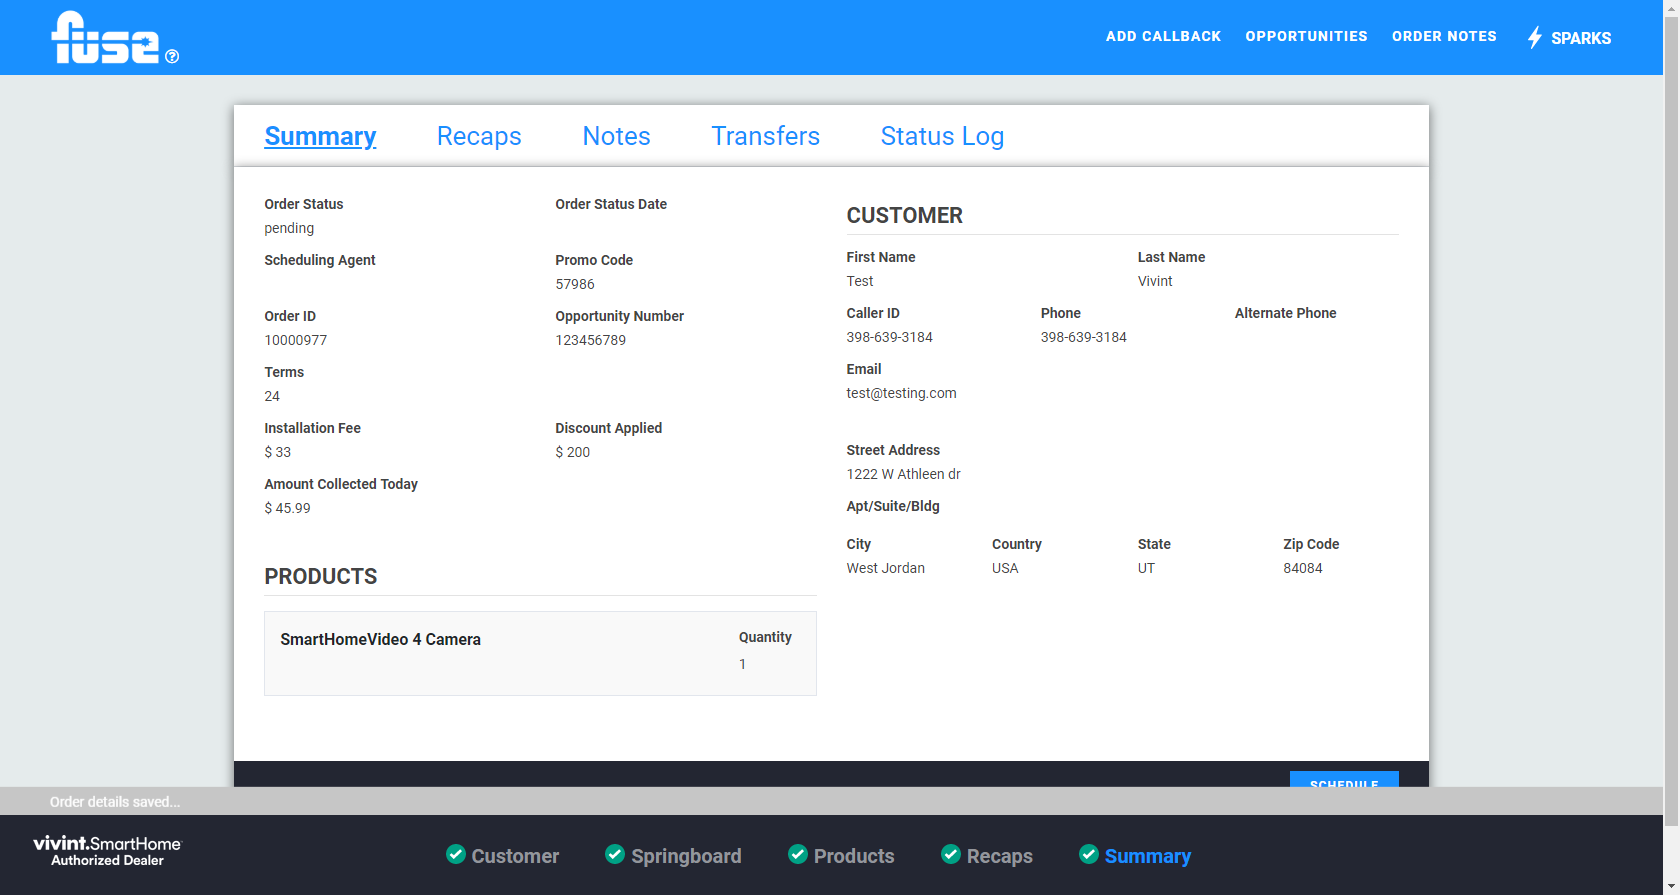 fuse ?
ADD CALLBACK OPPORTUNITIES ORDER NOTES SPARKS
Summary Recaps Notes Transfers Status Log
Order Status Order Status Date
pending
Scheduling Agent Promo Code
57986
Order ID Opportunity Number
10000977 123456789
Terms
24
Installation Fee Discount Applied
$ 33 $ 200
Amount Collected Today
$ 45.99
PRODUCTS
SmartHomeVideo 4 Camera Quantity
1
CUSTOMER
First Name Last Name
Test Vivint
Caller ID Phone Alternate Phone
398-639-3184 398-639-3184
Email
test@testing.com
Street Address
1222 W Athleen dr
Apt/Suite/Bldg
City Country State Zip Code
West Jordan USA UT 84084
SCHEDULE
Order details saved...
vivint.SmartHome
Authorized Dealer
Customer Springboard Products Recaps Summary